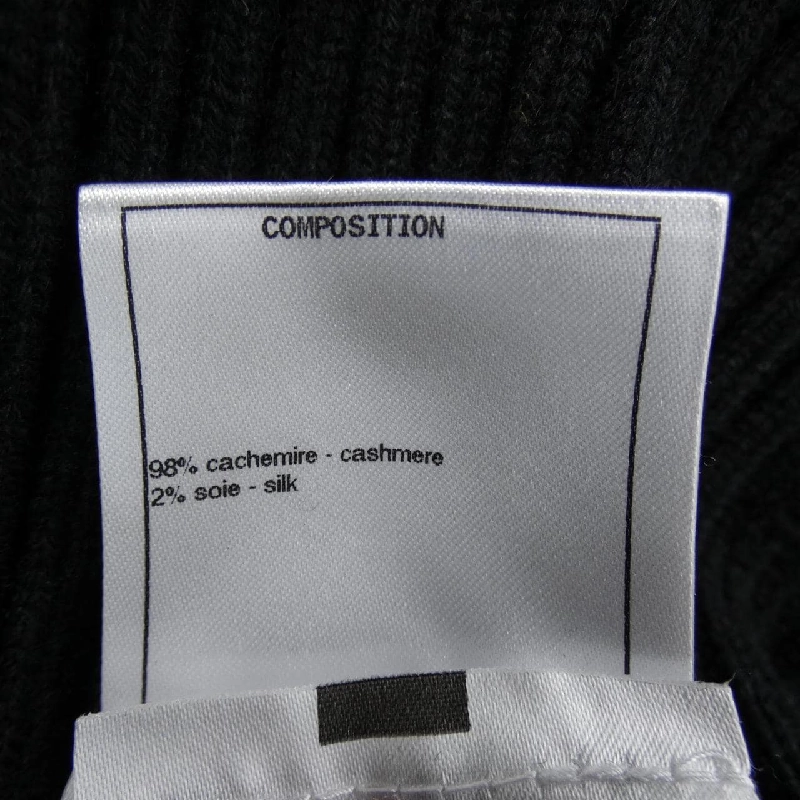 COMPOSITION
98% cachemire - cashmere
2% soie - silk